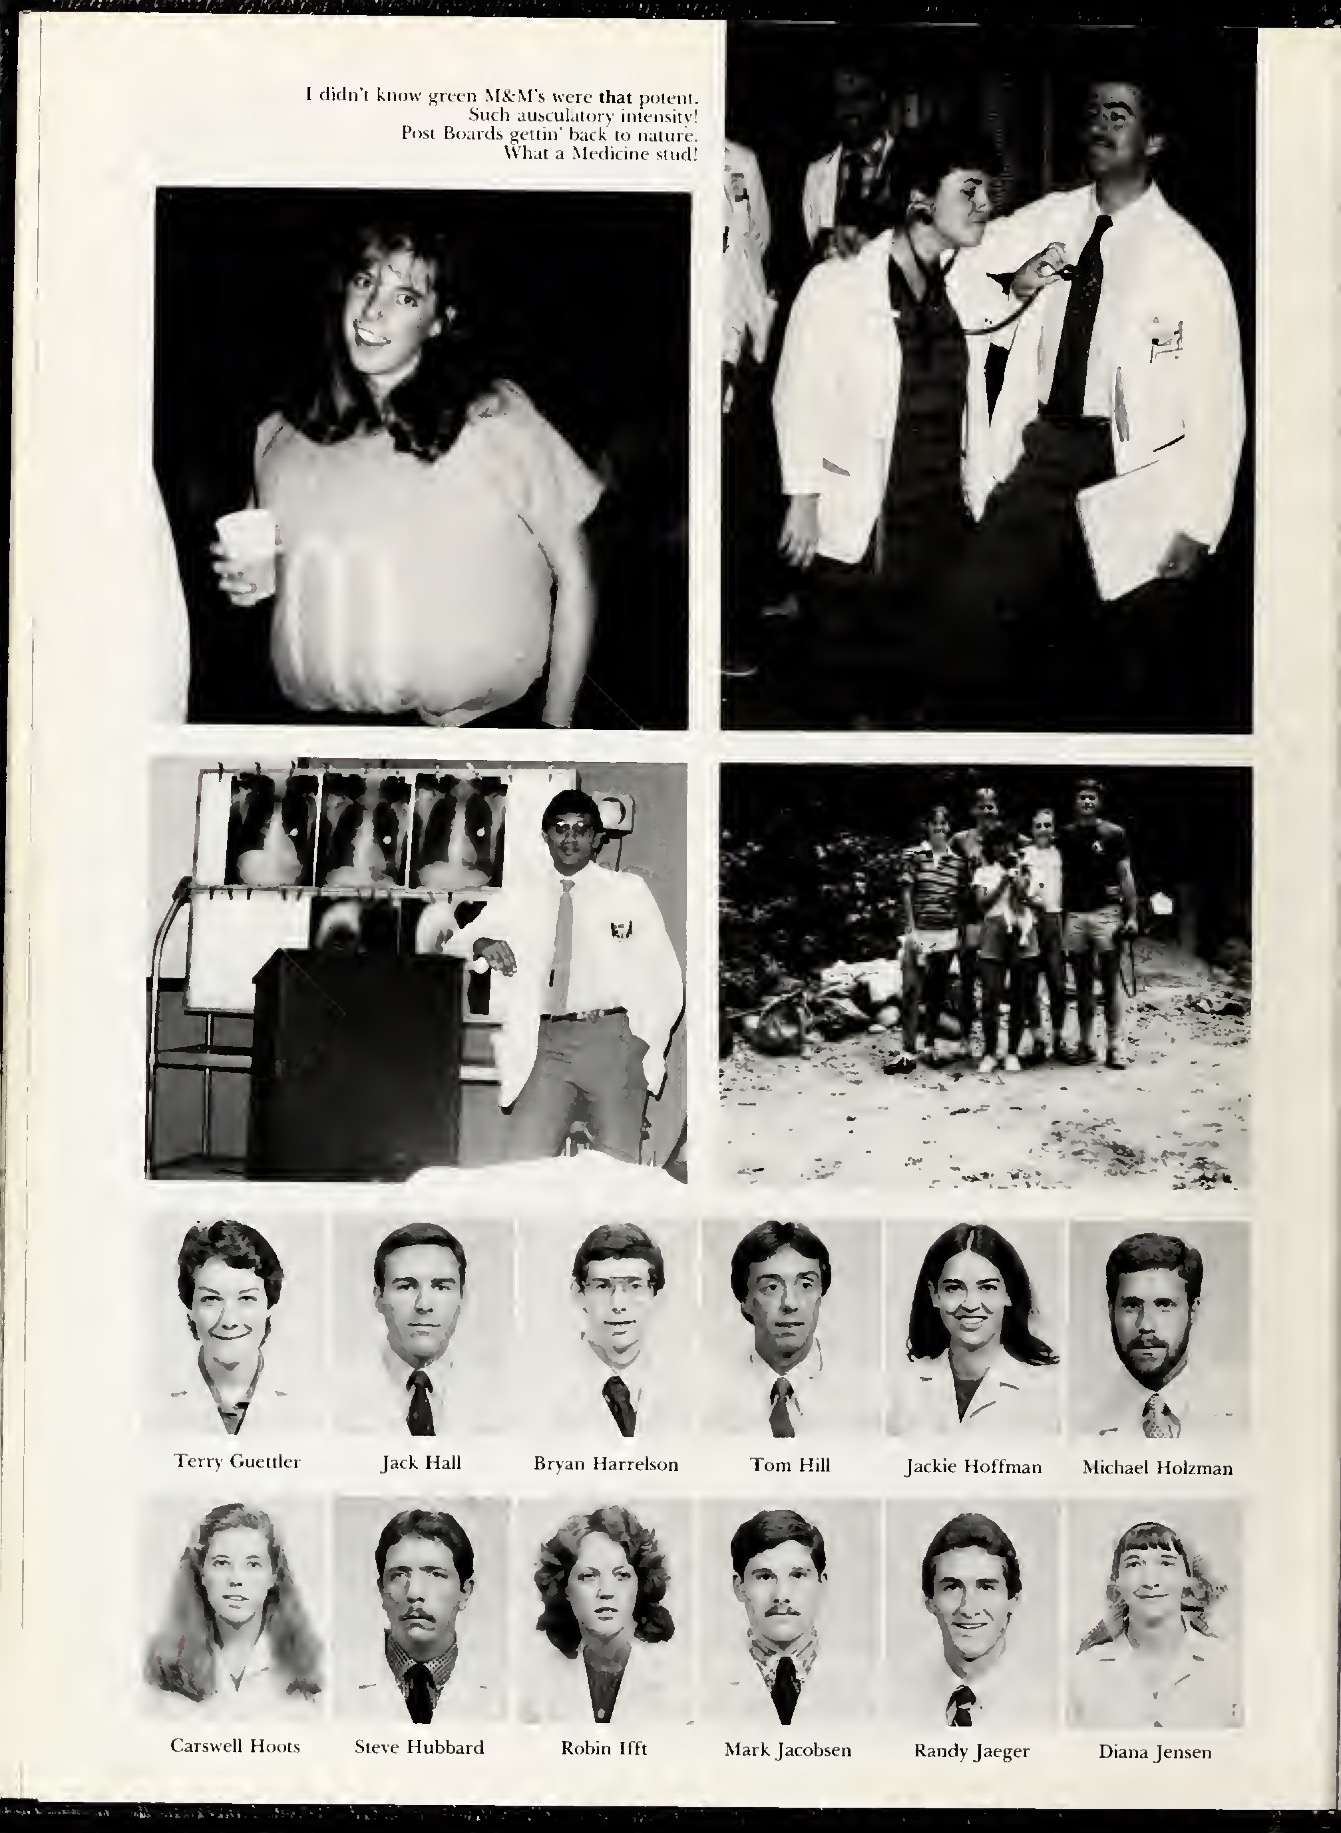 I didn't know green M&M's were that potent.
Such ausculatory intensity!
Post Boards gettin' back to nature.
What a Medicine stud!
Terry Guettler
Jack Hall
Bryan Harrelson
Tom Hill
Jackie Hoffman
Michael Holzman
Carswell Hoots
Steve Hubbard
Robin Ifft
Mark Jacobsen
Randy Jaeger
Diana Jensen